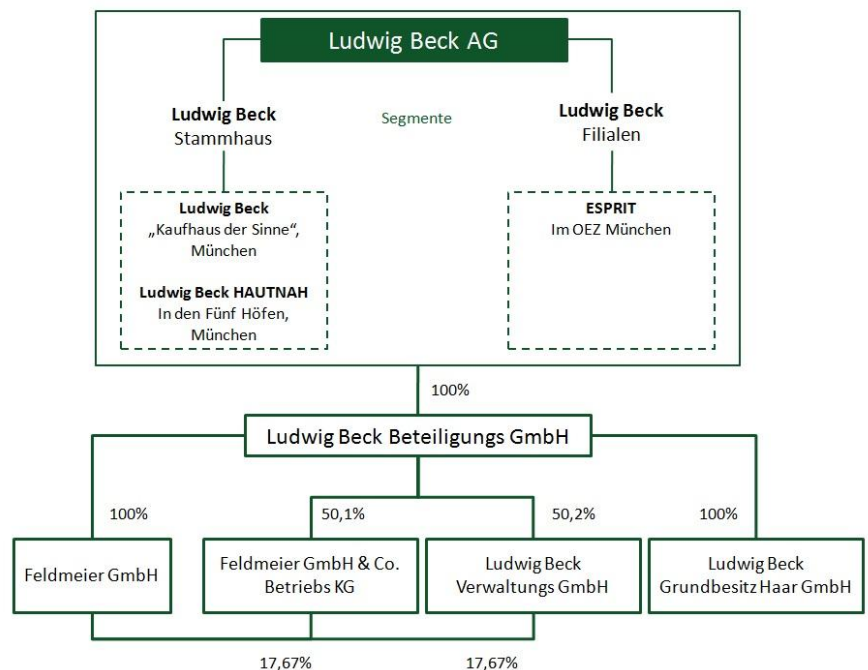 Ludwig Beck AG
Ludwig Beck
Stammhaus
Segmente
Ludwig Beck
Filialen
Ludwig Beck
„Kaufhaus der Sinne“,
München
Ludwig Beck HAUTNAH
In den Fünf Höfen,
München
ESPRIT
Im OEZ München
100%
Ludwig Beck Beteiligungs GmbH
100%
50,1%
50,2%
100%
Feldmeier GmbH
Feldmeier GmbH & Co.
Betriebs KG
Ludwig Beck
Verwaltungs GmbH
Ludwig Beck
Grundbesitz Haar GmbH
17,67%
17,67%